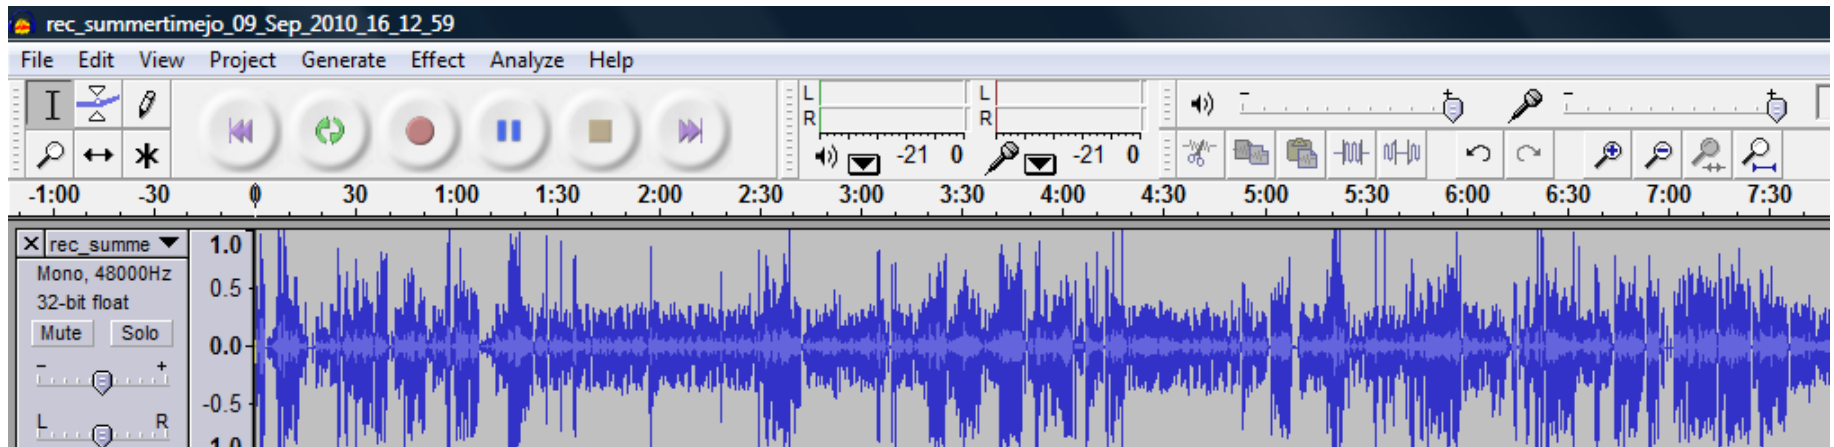 rec_summertimejo_09_Sep_2010_16_12_59
File Edit View Project Generate Effect Analyze Help
L
R
-21 0
L
R
-21 0
- +
- +
-1:00 -30 0 30 1:00 1:30 2:00 2:30 3:00 3:30 4:00 4:30 5:00 5:30 6:00 6:30 7:00 7:30
X rec_summe
Mono, 48000Hz
32-bit float
Mute Solo
- +
L R
1.0
0.5
0.0
-0.5
1.0